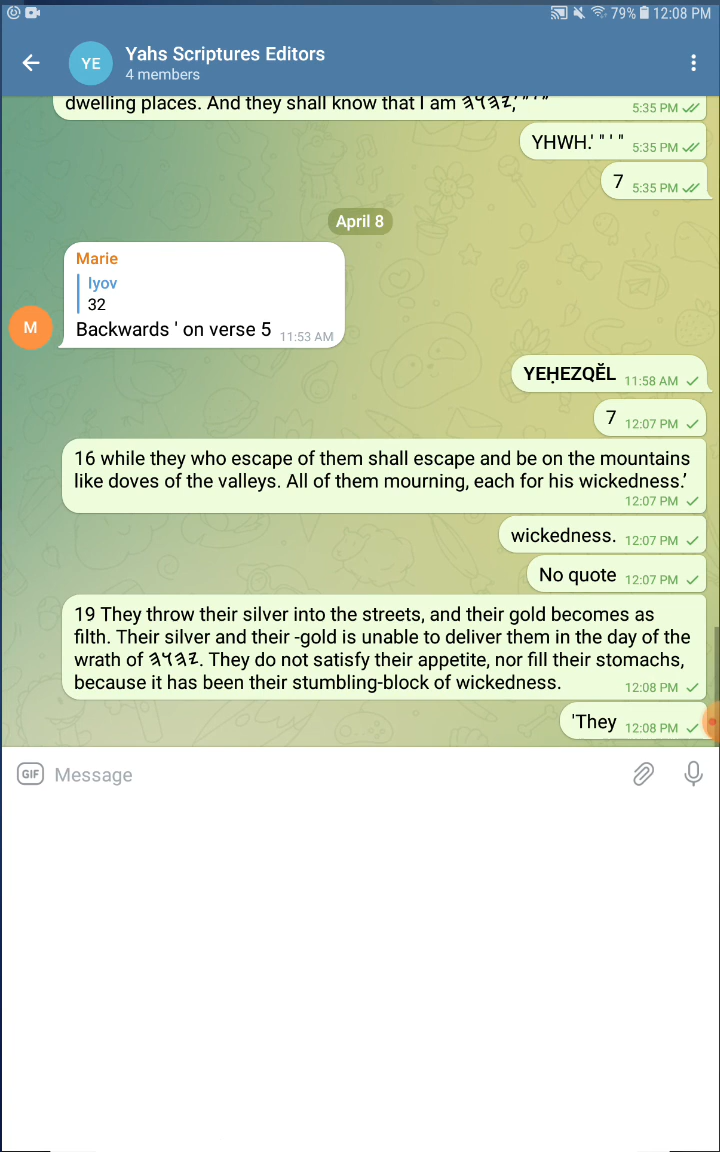 79% 12:08 PM
YE
Yahs Scriptures Editors
4 members
dwelling places. And they shall know that I am 𐤉𐤄𐤅𐤄,’ ” ’ ”
5:35 PM
YHWH.' " ' "
5:35 PM
7
5:35 PM
April 8
Marie
Iyov
32
M
Backwards ' on verse 5
11:53 AM
YEḤEZQĚL
11:58 AM
7
12:07 PM
16 while they who escape of them shall escape and be on the mountains
like doves of the valleys. All of them mourning, each for his wickedness.’
12:07 PM
wickedness.
12:07 PM
No quote
12:07 PM
19 They throw their silver into the streets, and their gold becomes as
filth. Their silver and their -gold is unable to deliver them in the day of the
wrath of 𐤉𐤄𐤅𐤄. They do not satisfy their appetite, nor fill their stomachs,
because it has been their stumbling-block of wickedness.
12:08 PM
'They
12:08 PM
GIF
Message